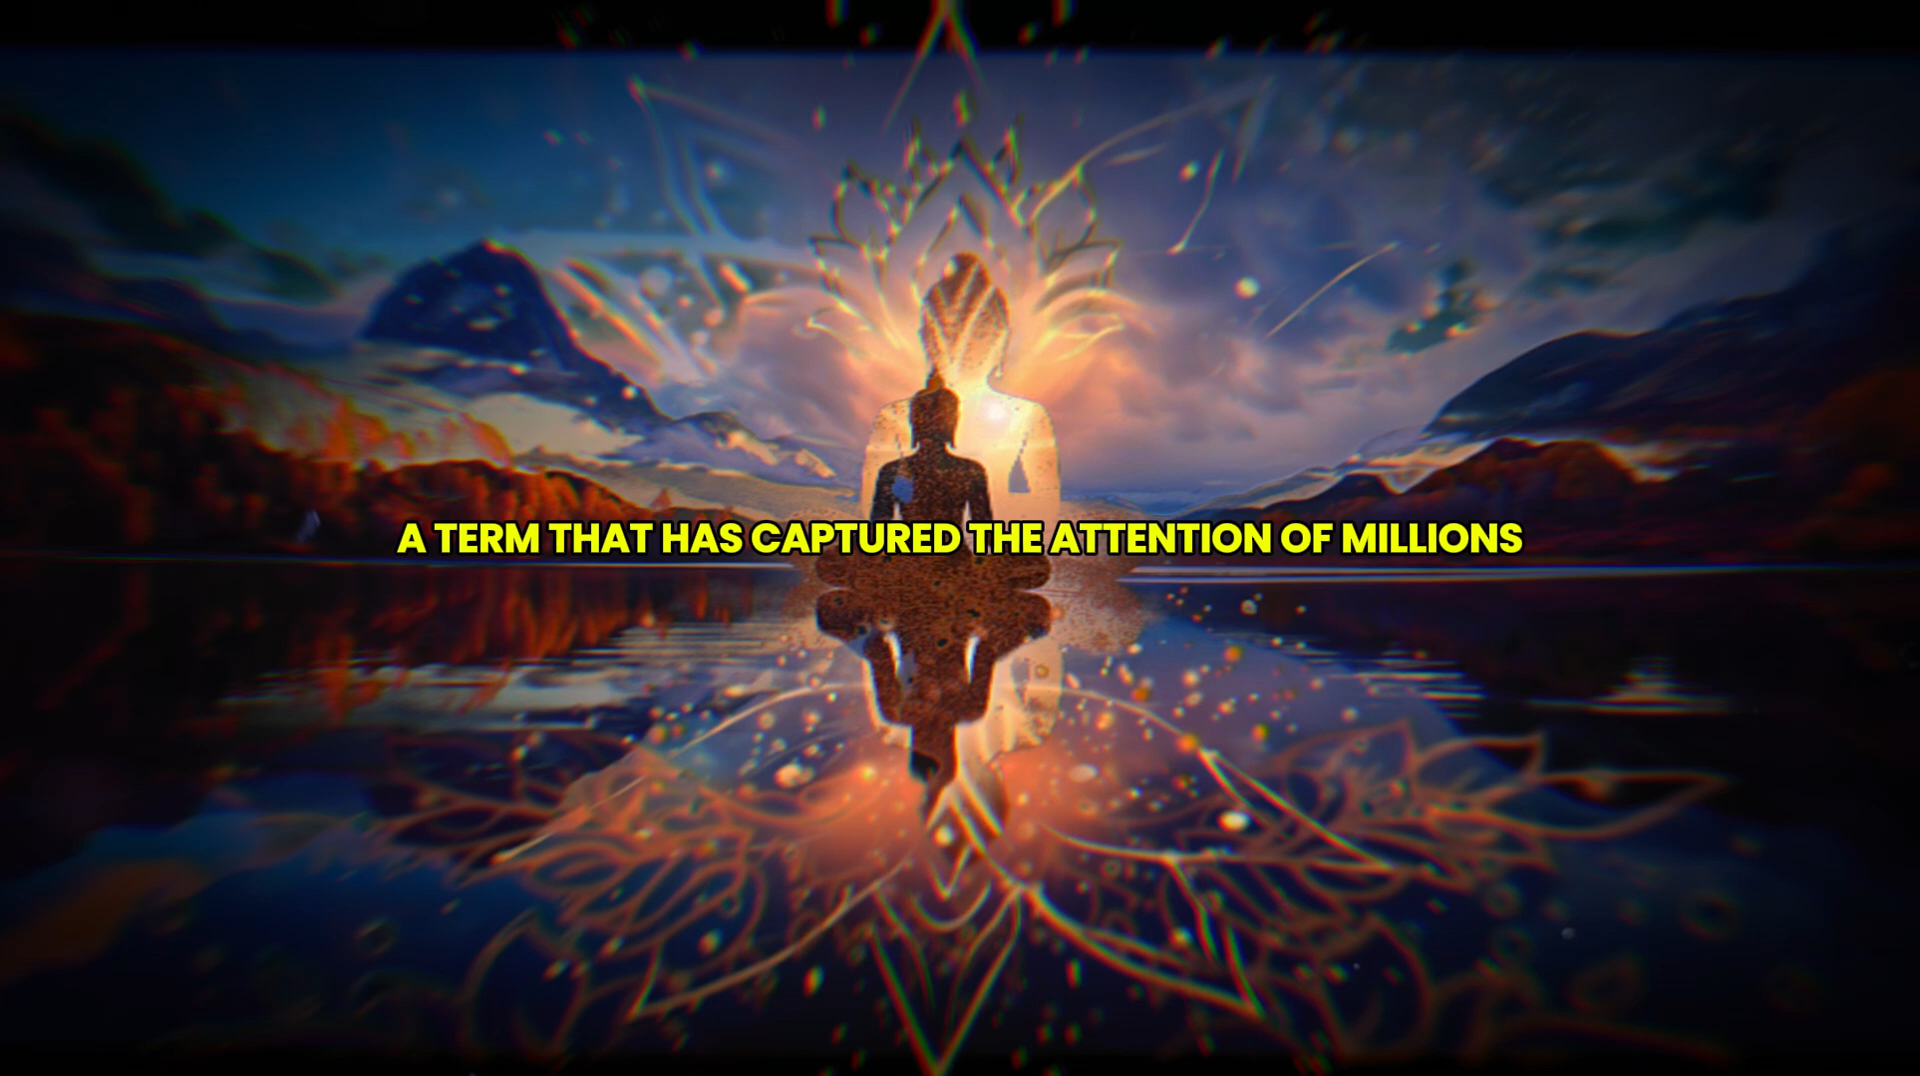 A TERM THAT HAS CAPTURED THE ATTENTION OF MILLIONS